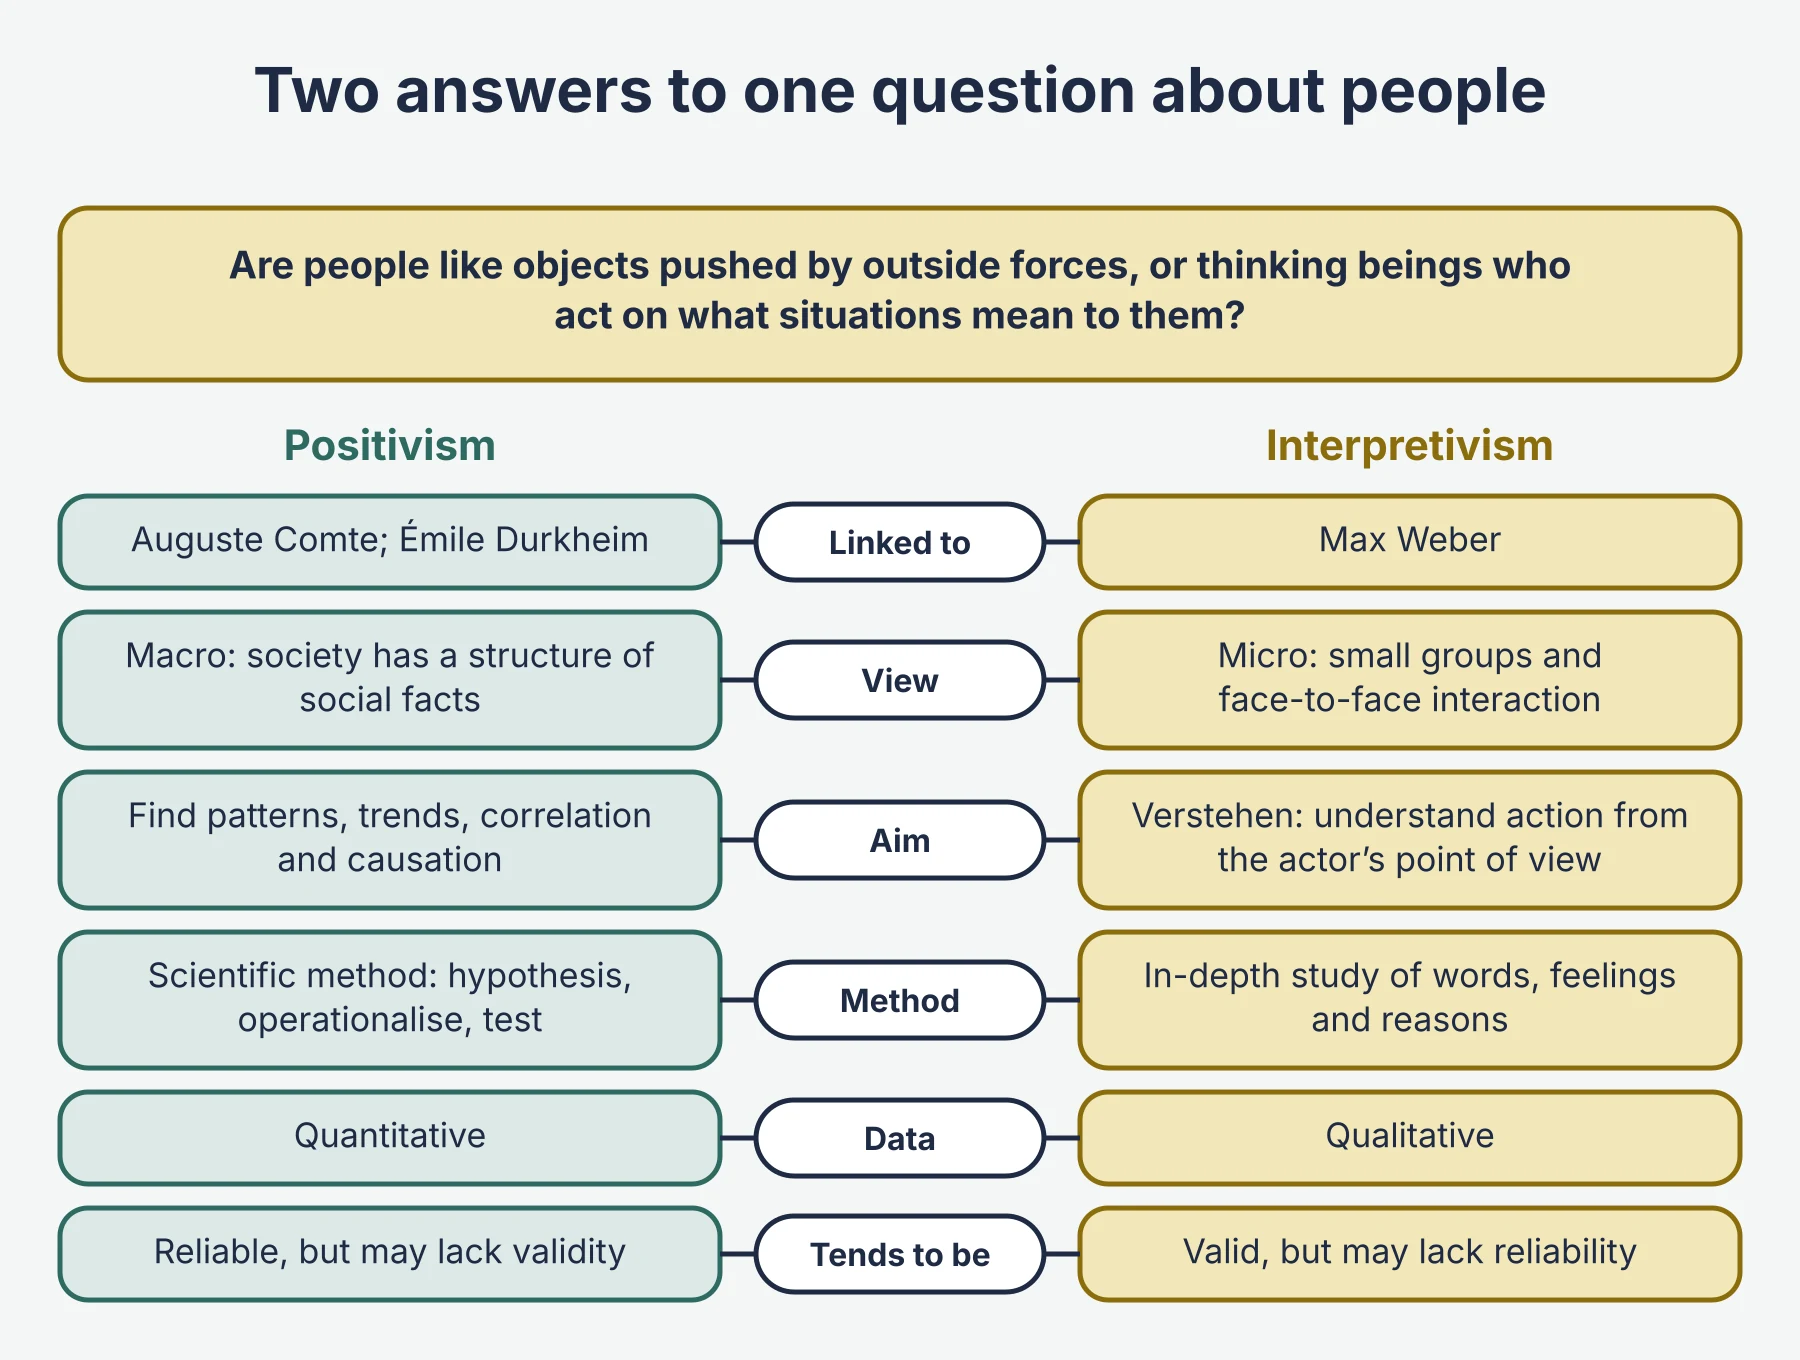 Two answers to one question about people
Are people like objects pushed by outside forces, or thinking beings who
act on what situations mean to them?
Positivism
Interpretivism
Auguste Comte; Émile Durkheim
Linked to
Max Weber
Macro: society has a structure of
social facts
View
Micro: small groups and
face-to-face interaction
Find patterns, trends, correlation
and causation
Aim
Verstehen: understand action from
the actor’s point of view
Scientific method: hypothesis,
operationalise, test
Method
In-depth study of words, feelings
and reasons
Quantitative
Data
Qualitative
Reliable, but may lack validity
Tends to be
Valid, but may lack reliability